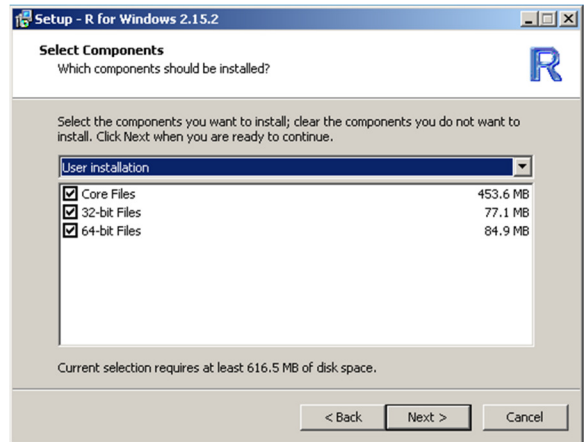 Setup - R for Windows 2.15.2
Select Components
Which components should be installed?
R
Select the components you want to install; clear the components you do not want to
install. Click Next when you are ready to continue.
User installation
Core Files 453.6 MB
32-bit Files 77.1 MB
64-bit Files 84.9 MB
Current selection requires at least 616.5 MB of disk space.
< Back Next > Cancel